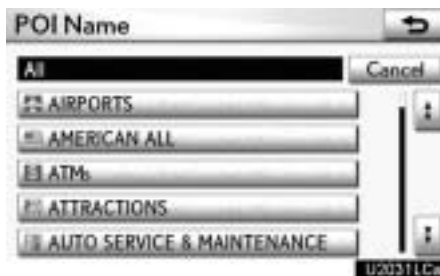 POI Name
All
Cancel
AIRPORTS
AMERICAN ALL
ATMs
ATTRACTIONS
AUTO SERVICE & MAINTENANCE
U2031LC